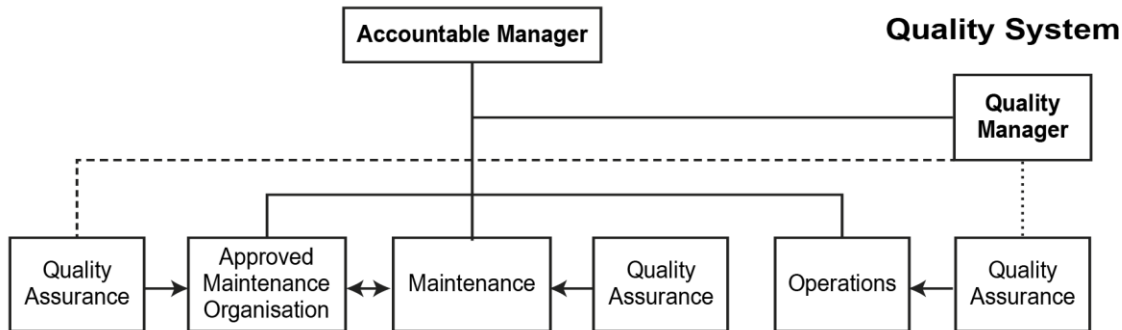 Accountable Manager
Quality System
Quality
Manager
Quality
Assurance
Approved
Maintenance
Organisation
Maintenance
Quality
Assurance
Operations
Quality
Assurance